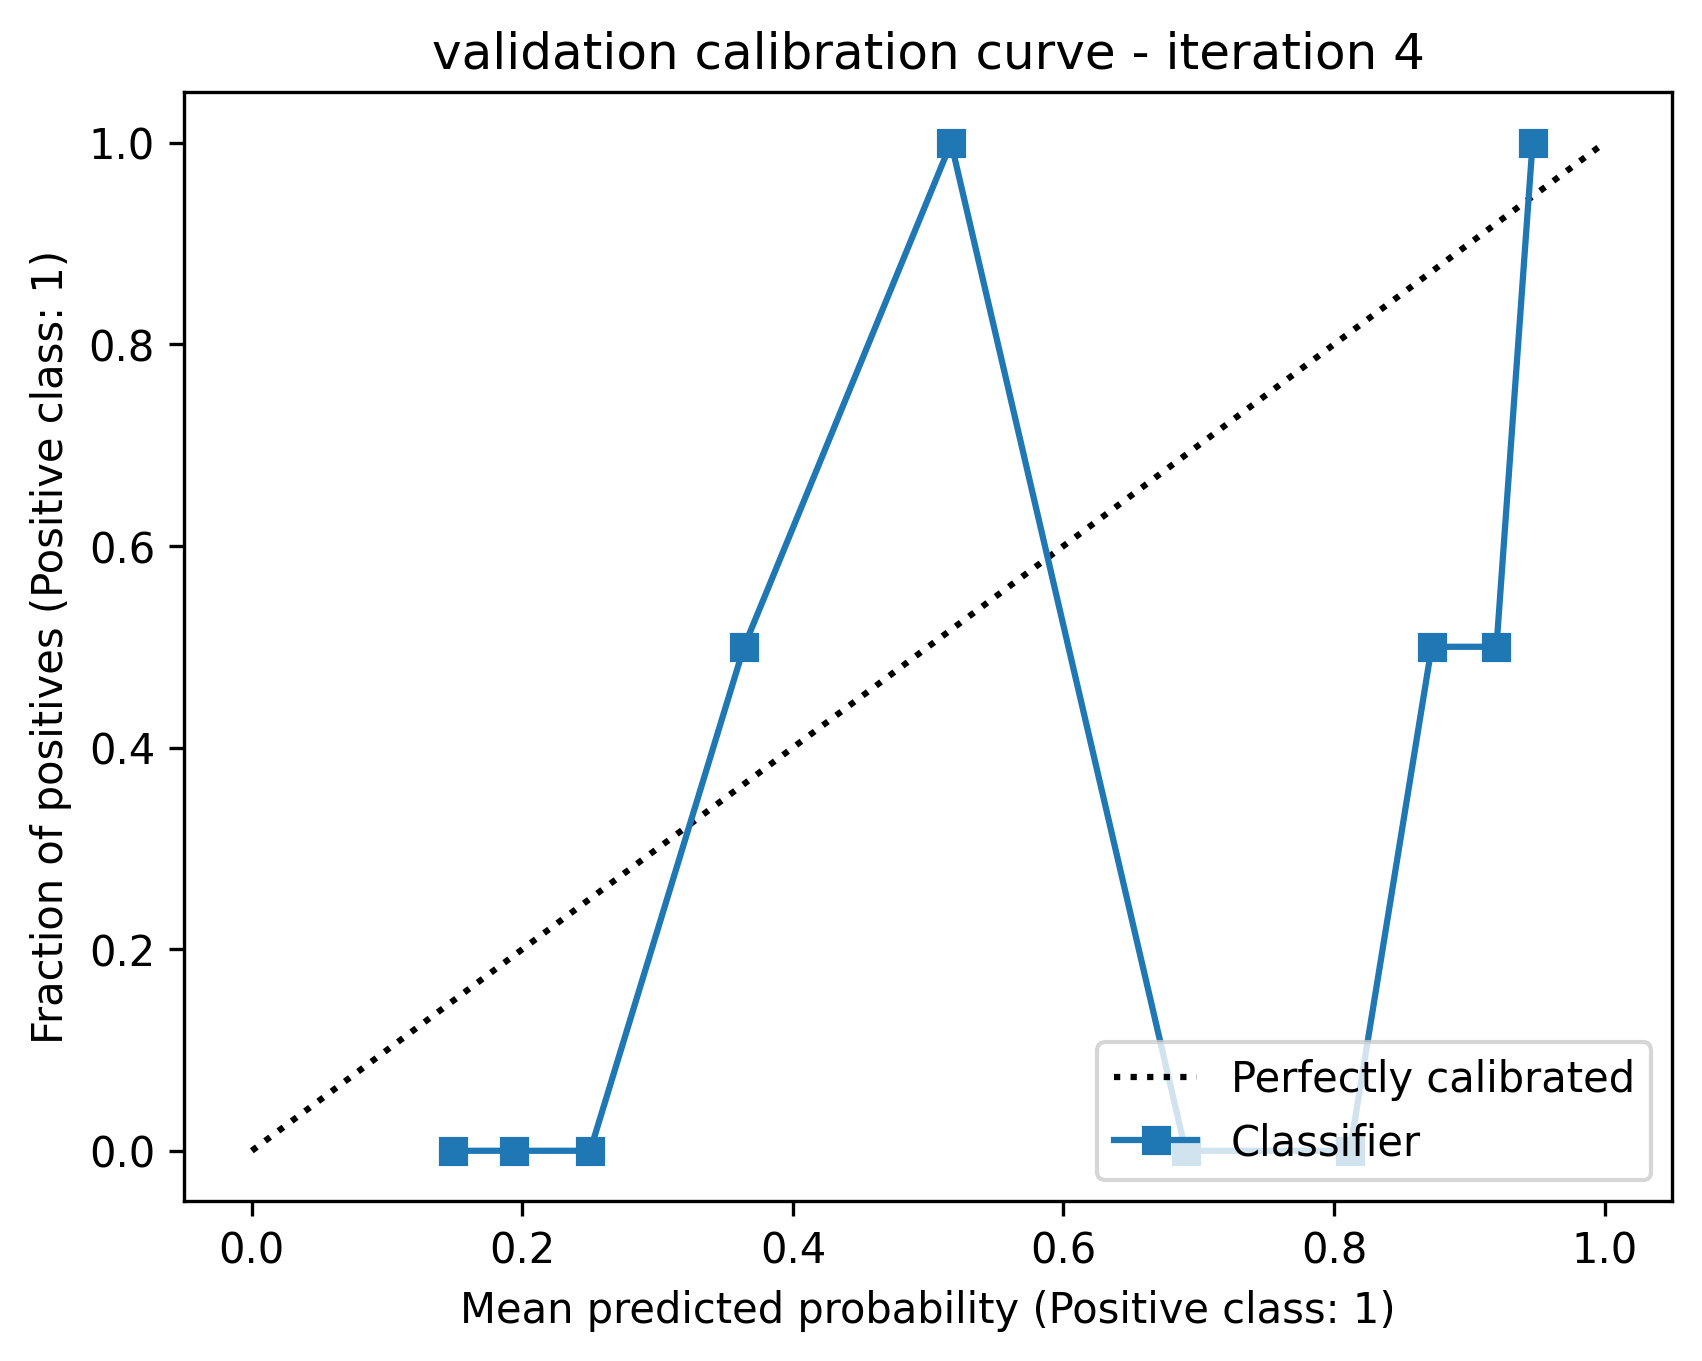 validation calibration curve - iteration 4
Fraction of positives (Positive class: 1)
1.0
0.8
0.6
0.4
0.2
0.0
Perfectly calibrated
Classifier
0.0 0.2 0.4 0.6 0.8 1.0
Mean predicted probability (Positive class: 1)